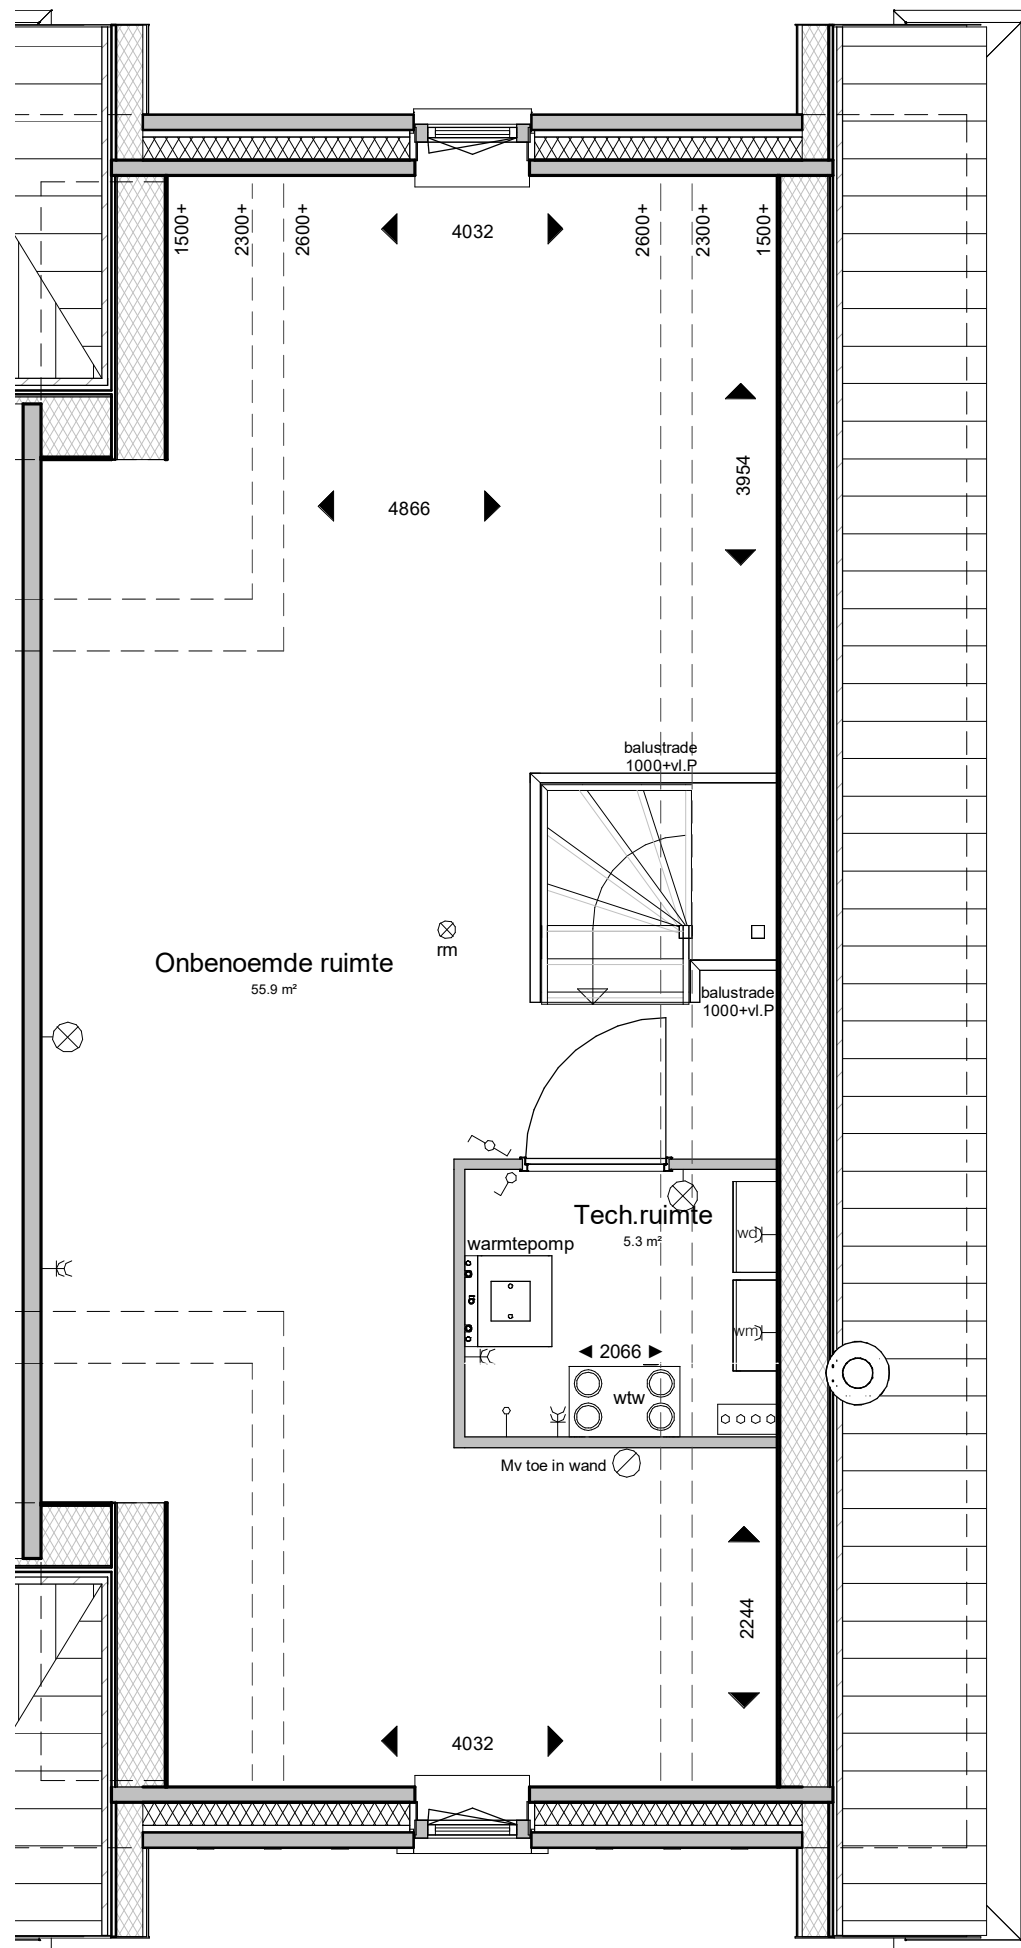 1500+
2300+
2600+
4032
2600+
2300+
1500+
3954
4866
balustrade
1000+vl.P
rm
Onbenoemde ruimte
55.9 m²
balustrade
1000+vl.P
Tech.ruimte
5.3 m²
wd
warmtepomp
wm
2066
wtw
Mv toe in wand
2244
4032